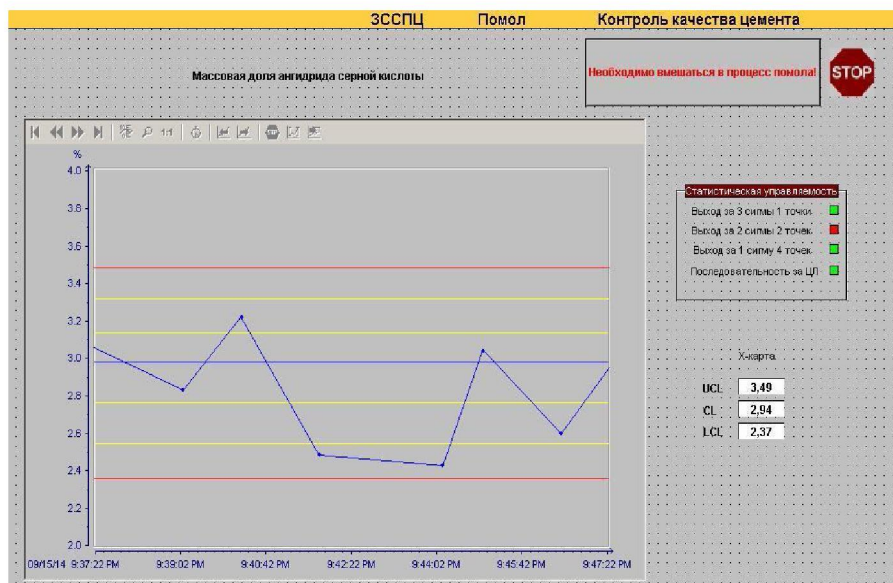 ЗССПЦ Помол Контроль качества цемента
Массовая доля ангидрида серной кислоты
Необходимо вмешаться в процесс помола!
STOP
1:1
%
4.0
3.8
3.6
3.4
3.2
3.0
2.8
2.6
2.4
2.2
2.0
09/15/14 9:37:22 PM 9:39:02 PM 9:40:42 PM 9:42:22 PM 9:44:02 PM 9:45:42 PM 9:47:22 PM
Статистическая управляемость
Выход за 3 сигмы 1 точки
Выход за 2 сигмы 2 точек
Выход за 1 сигму 4 точек
Последовательность за ЦЛ
Х-карта
UCL 3,49
CL 2,94
LCL 2,37